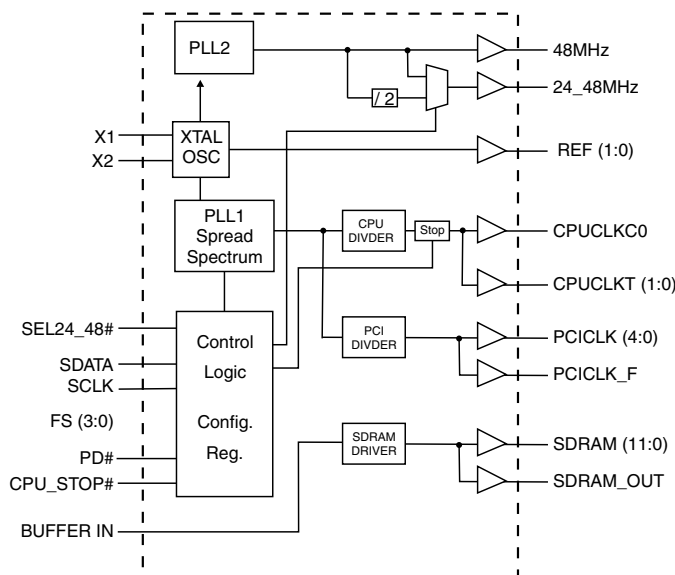 PLL2
48MHz
/ 2
24_48MHz
X1
X2
XTAL
OSC
REF (1:0)
PLL1
Spread
Spectrum
CPU
DIVDER
Stop
CPUCLKC0
CPUCLKT (1:0)
SEL24_48#
SDATA
SCLK
FS (3:0)
PD#
CPU_STOP#
Control
Logic
Config.
Reg.
PCI
DIVDER
PCICLK (4:0)
PCICLK_F
SDRAM
DRIVER
SDRAM (11:0)
SDRAM_OUT
BUFFER IN